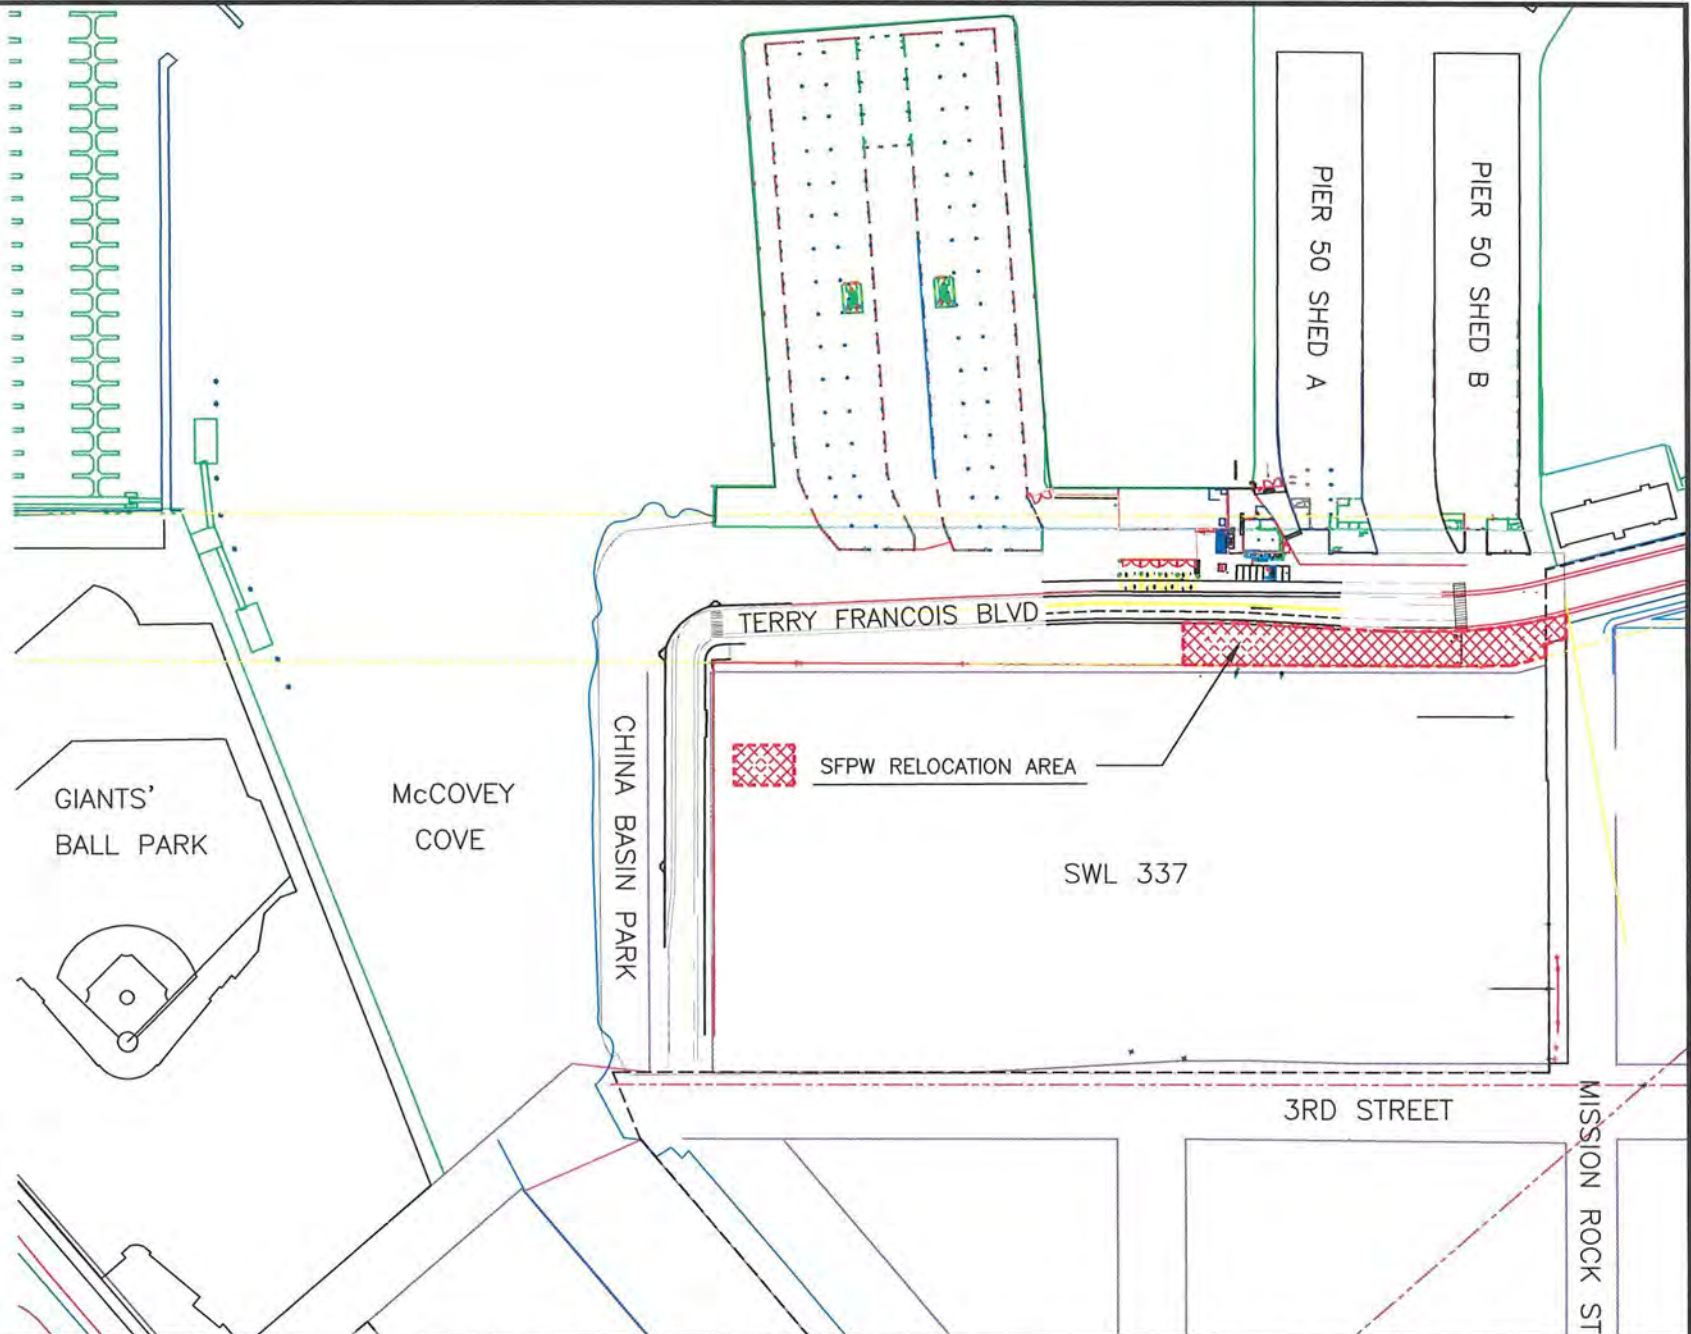 PIER 50 SHED A
PIER 50 SHED B
TERRY FRANCOIS BLVD
CHINA BASIN PARK
SFPW RELOCATION AREA
GIANTS'
BALL PARK
McCOVEY
COVE
SWL 337
3RD STREET
MISSION ROCK ST